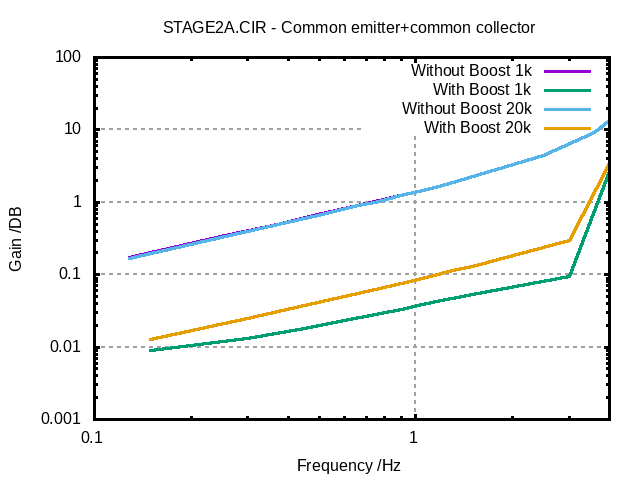 STAGE2A.CIR - Common emitter+common collector
100
10
1
0.1
0.01
0.001
Gain /DB
Without Boost 1k
With Boost 1k
Without Boost 20k
With Boost 20k
0.1
1
Frequency /Hz